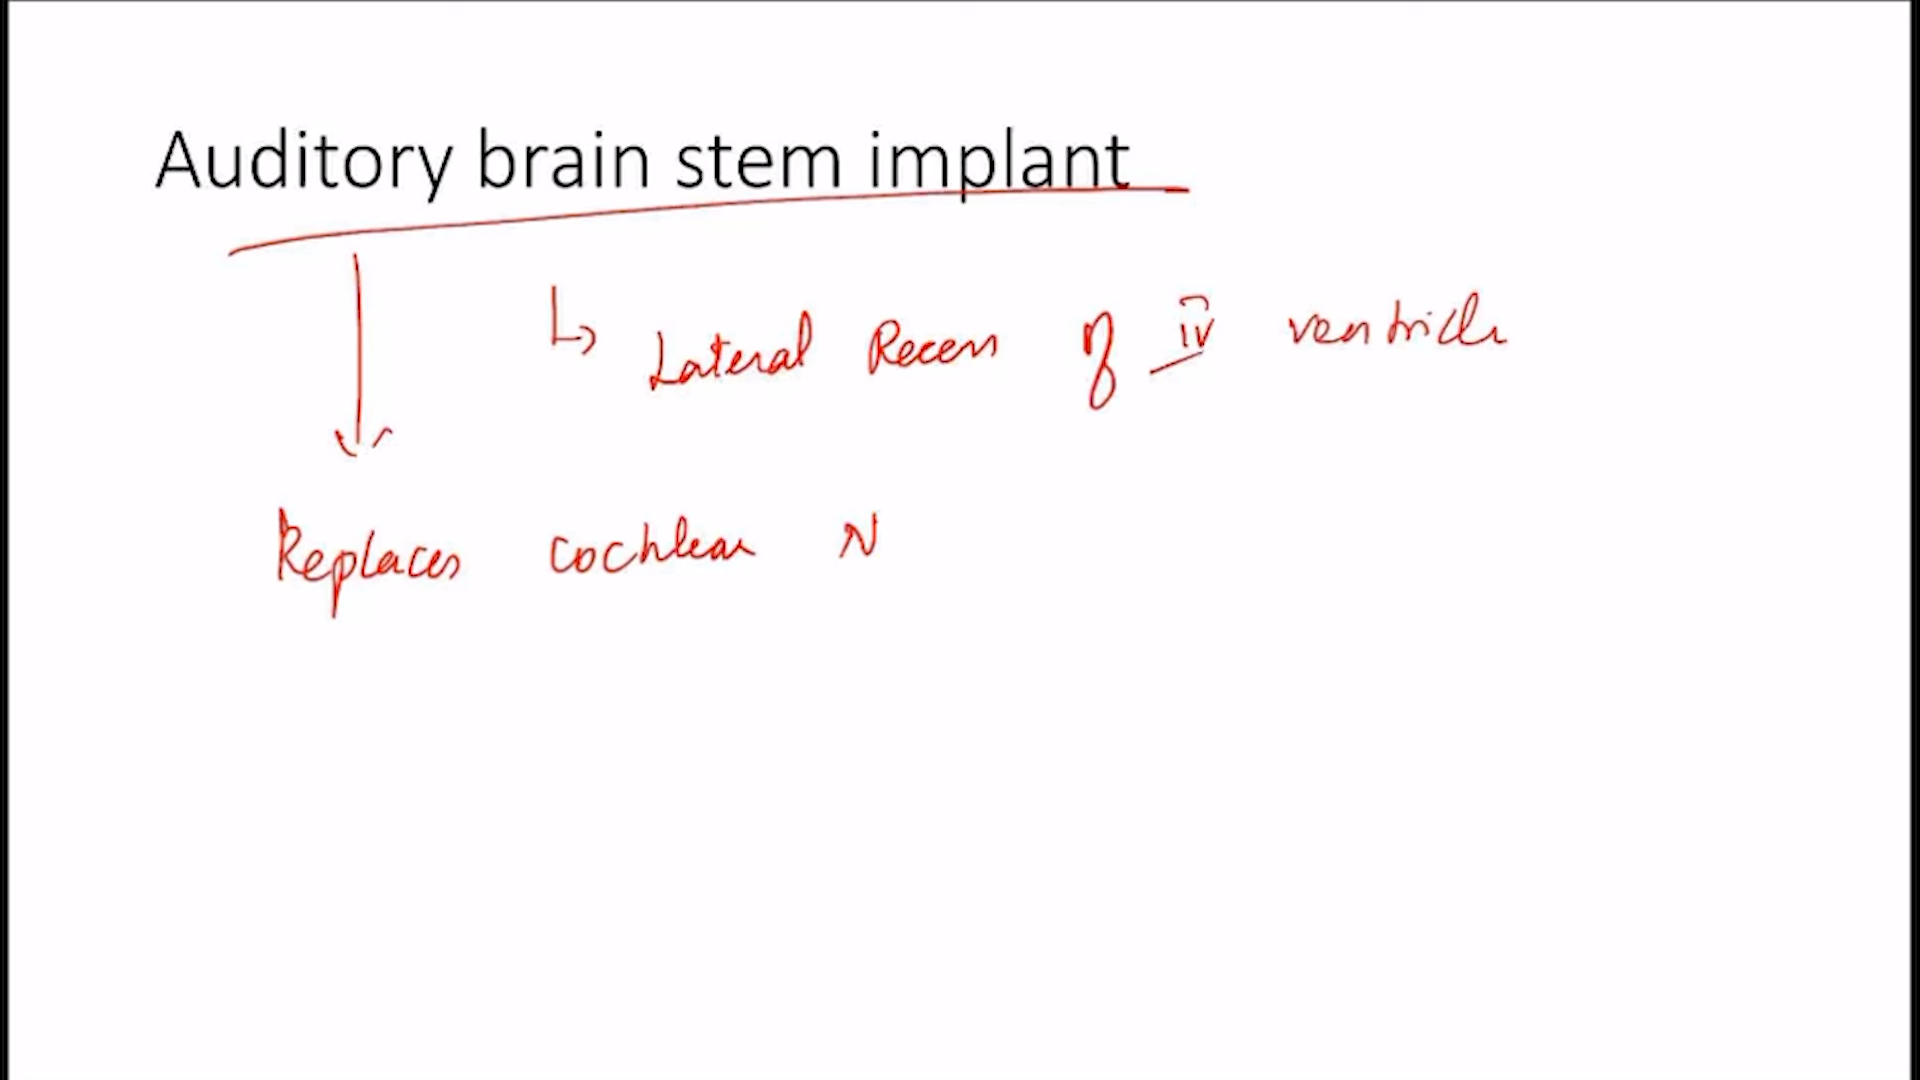 Auditory brain stem implant
↳ Lateral Recess of IV ventricle
Replaces cochlear N